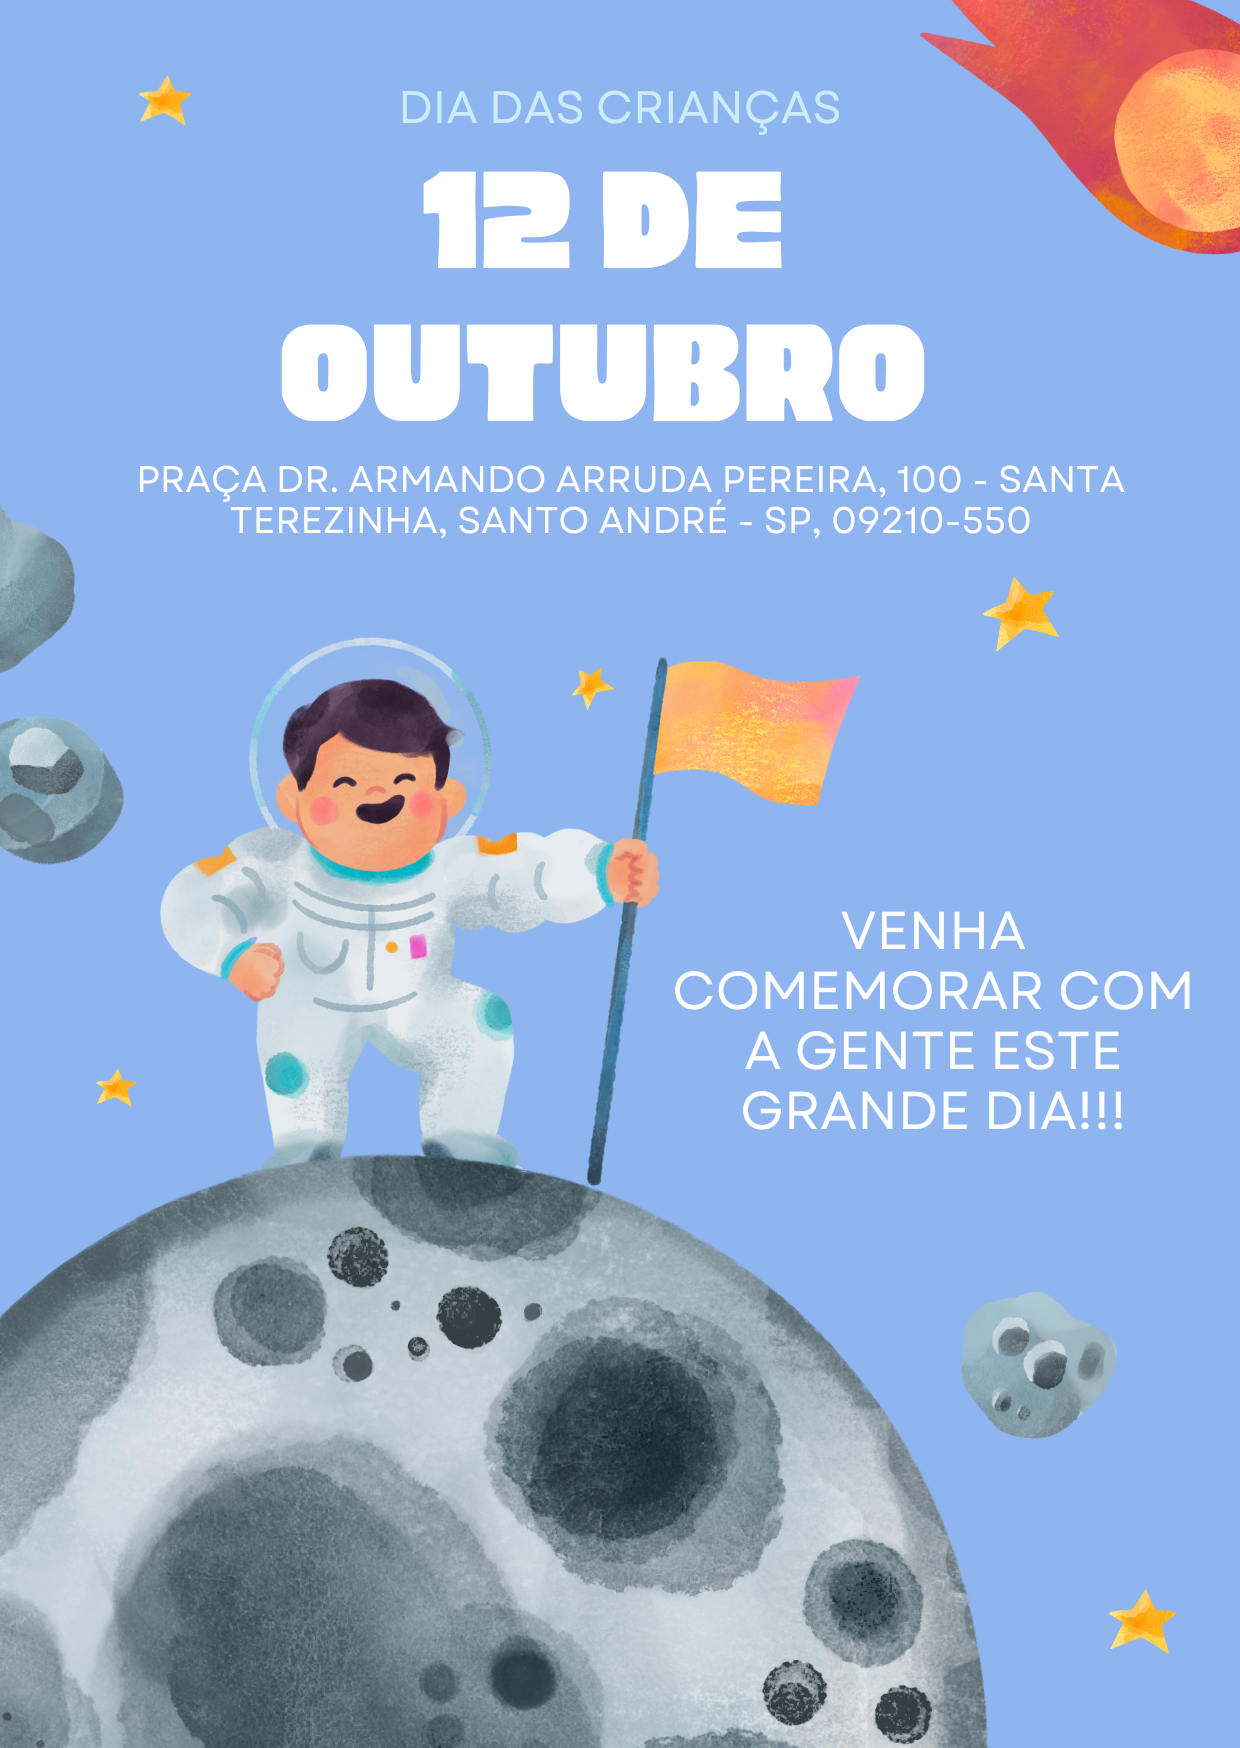 DIA DAS CRIANÇAS
12 DE
OUTUBRO
PRAÇA DR. ARMANDO ARRUDA PEREIRA, 100 - SANTA
TEREZINHA, SANTO ANDRÉ - SP, 09210-550
VENHA
COMEMORAR COM
A GENTE ESTE
GRANDE DIA!!!